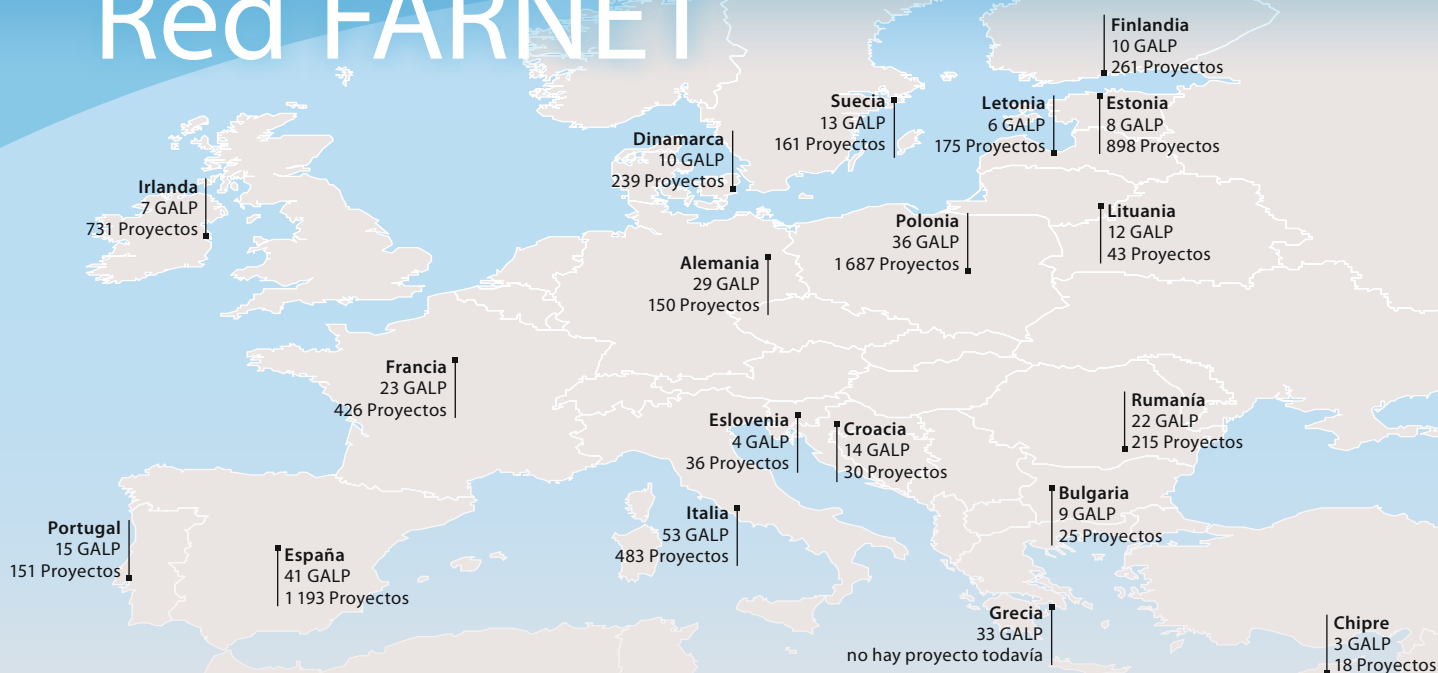 Red FARNET
Finlandia
10 GALP
261 Proyectos
Suecia
13 GALP
161 Proyectos
Letonia
6 GALP
175 Proyectos
Estonia
8 GALP
898 Proyectos
Dinamarca
10 GALP
239 Proyectos
Irlanda
7 GALP
731 Proyectos
Lituania
12 GALP
43 Proyectos
Polonia
36 GALP
1 687 Proyectos
Alemania
29 GALP
150 Proyectos
Francia
23 GALP
426 Proyectos
Rumanía
22 GALP
215 Proyectos
Eslovenia
4 GALP
36 Proyectos
Croacia
14 GALP
30 Proyectos
Bulgaria
9 GALP
25 Proyectos
Italia
53 GALP
483 Proyectos
Portugal
15 GALP
151 Proyectos
España
41 GALP
1 193 Proyectos
Grecia
33 GALP
no hay proyecto todavía
Chipre
3 GALP
18 Proyectos